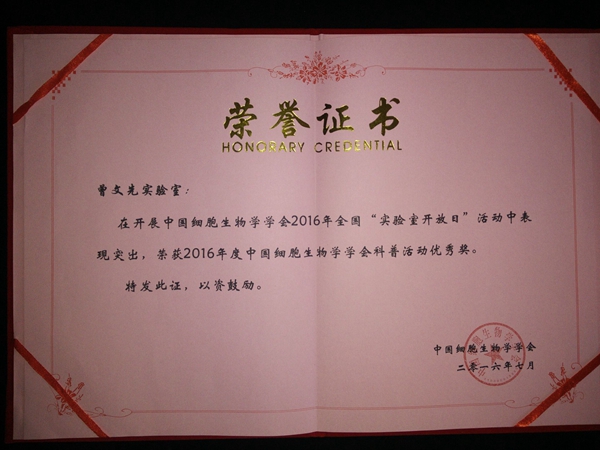 荣誉证书
HONORARY CREDENTIAL
曹文先实验室：
在开展中国细胞生物学学会2016年全国“实验室开放日”活动中表
现突出，荣获2016年度中国细胞生物学学会科普活动优秀奖。
特发此证，以资鼓励。
中国细胞生物学学会
二零一六年七月